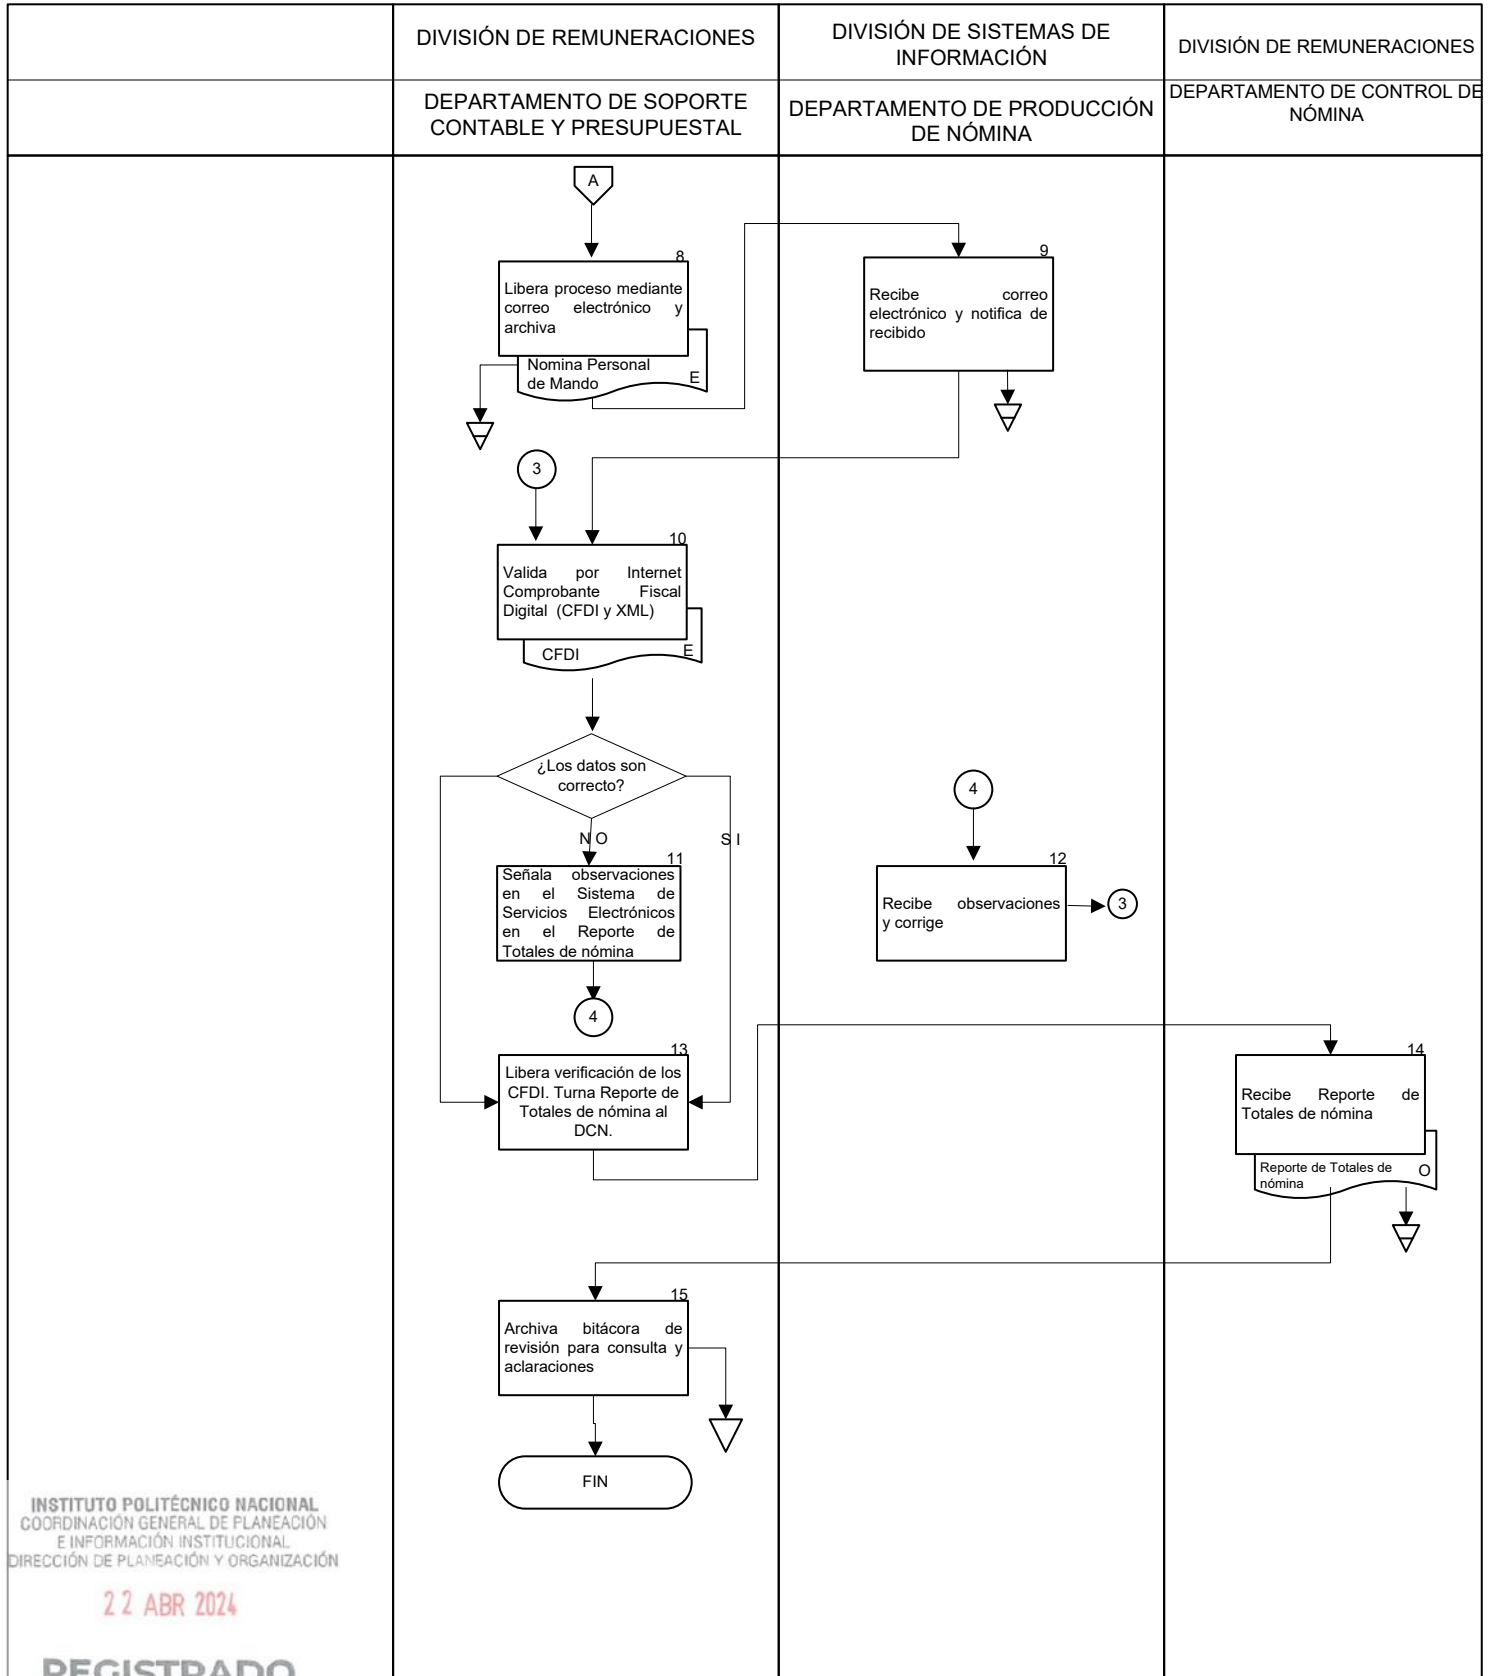 DIVISIÓN DE REMUNERACIONES
DIVISIÓN DE SISTEMAS DE
INFORMACIÓN
DIVISIÓN DE REMUNERACIONES
DEPARTAMENTO DE SOPORTE
CONTABLE Y PRESUPUESTAL
DEPARTAMENTO DE PRODUCCIÓN
DE NÓMINA
DEPARTAMENTO DE CONTROL DE
NÓMINA
A
8
Libera proceso mediante
correo electrónico y
archiva
Nomina Personal
de Mando
E
9
Recibe correo
electrónico y notifica de
recibido
3
10
Valida por Internet
Comprobante Fiscal
Digital (CFDI y XML)
CFDI
E
¿Los datos son
correcto?
N O
S I
11
Señala observaciones
en el Sistema de
Servicios Electrónicos
en el Reporte de
Totales de nómina
4
4
12
Recibe observaciones
y corrige
3
13
Libera verificación de los
CFDI. Turna Reporte de
Totales de nómina al
DCN.
14
Recibe Reporte de
Totales de nómina
Reporte de Totales de
nómina
O
15
Archiva bitácora de
revisión para consulta y
aclaraciones
FIN
INSTITUTO POLITÉCNICO NACIONAL
COORDINACIÓN GENERAL DE PLANEACIÓN
E INFORMACIÓN INSTITUCIONAL
DIRECCIÓN DE PLANEACIÓN Y ORGANIZACIÓN
22 ABR 2024
REGISTRADO